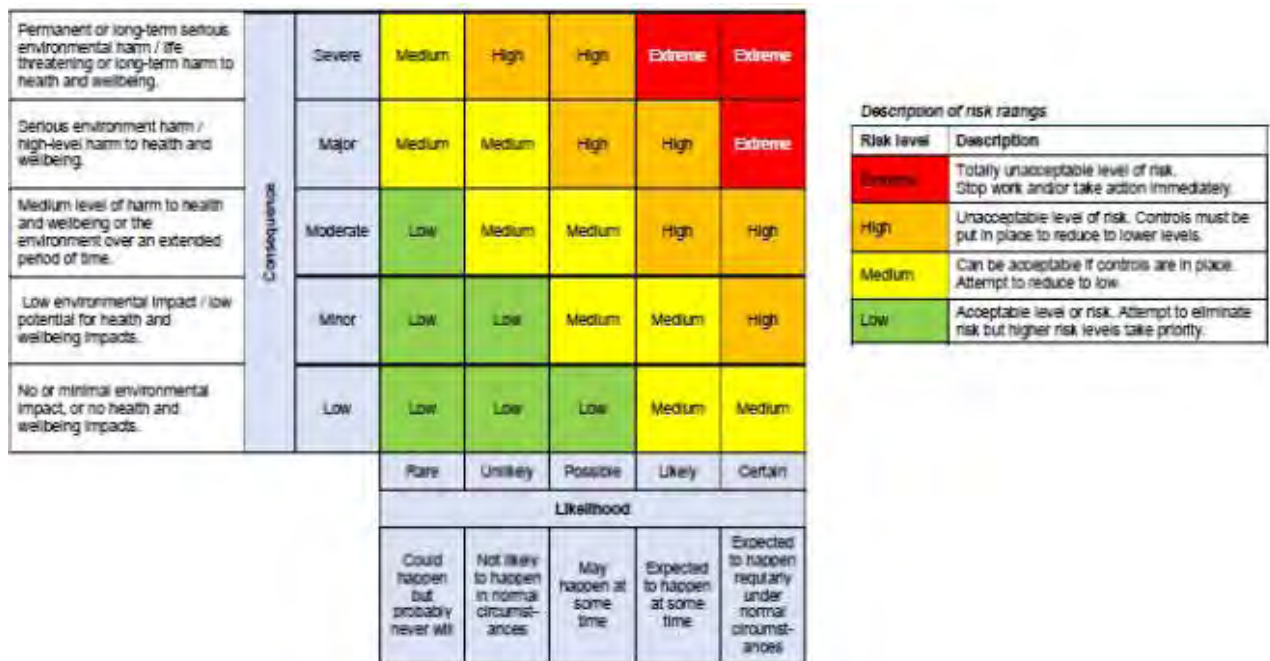 Permanent or long-term serious
environmental harm / life
threatening or long-term harm to
health and wellbeing.
Severe
Medium
High
High
Extreme
Extreme
Serious environment harm /
high-level harm to health and
wellbeing.
Major
Medium
Medium
High
High
Extreme
Medium level of harm to health
and wellbeing or the
environment over an extended
period of time.
Moderate
Low
Medium
Medium
High
High
Low environmental impact / low
potential for health and
wellbeing impacts.
Minor
Low
Low
Medium
Medium
High
No or minimal environmental
impact, or no health and
wellbeing impacts.
Low
Low
Low
Low
Medium
Medium
Consequence
Rare
Unlikely
Possible
Likely
Certain
Likelihood
Could
happen
but
probably
never will
Not likely
to happen
in normal
circumst-
ances
May
happen at
some
time
Expected
to happen
at some
time
Expected
to happen
regularly
under
normal
circumst-
ances
Description of risk ratings
Risk level
Description
Extreme
Totally unacceptable level of risk.
Stop work and/or take action immediately.
High
Unacceptable level of risk. Controls must be
put in place to reduce to lower levels.
Medium
Can be acceptable if controls are in place.
Attempt to reduce to low.
Low
Acceptable level or risk. Attempt to eliminate
risk but higher risk levels take priority.